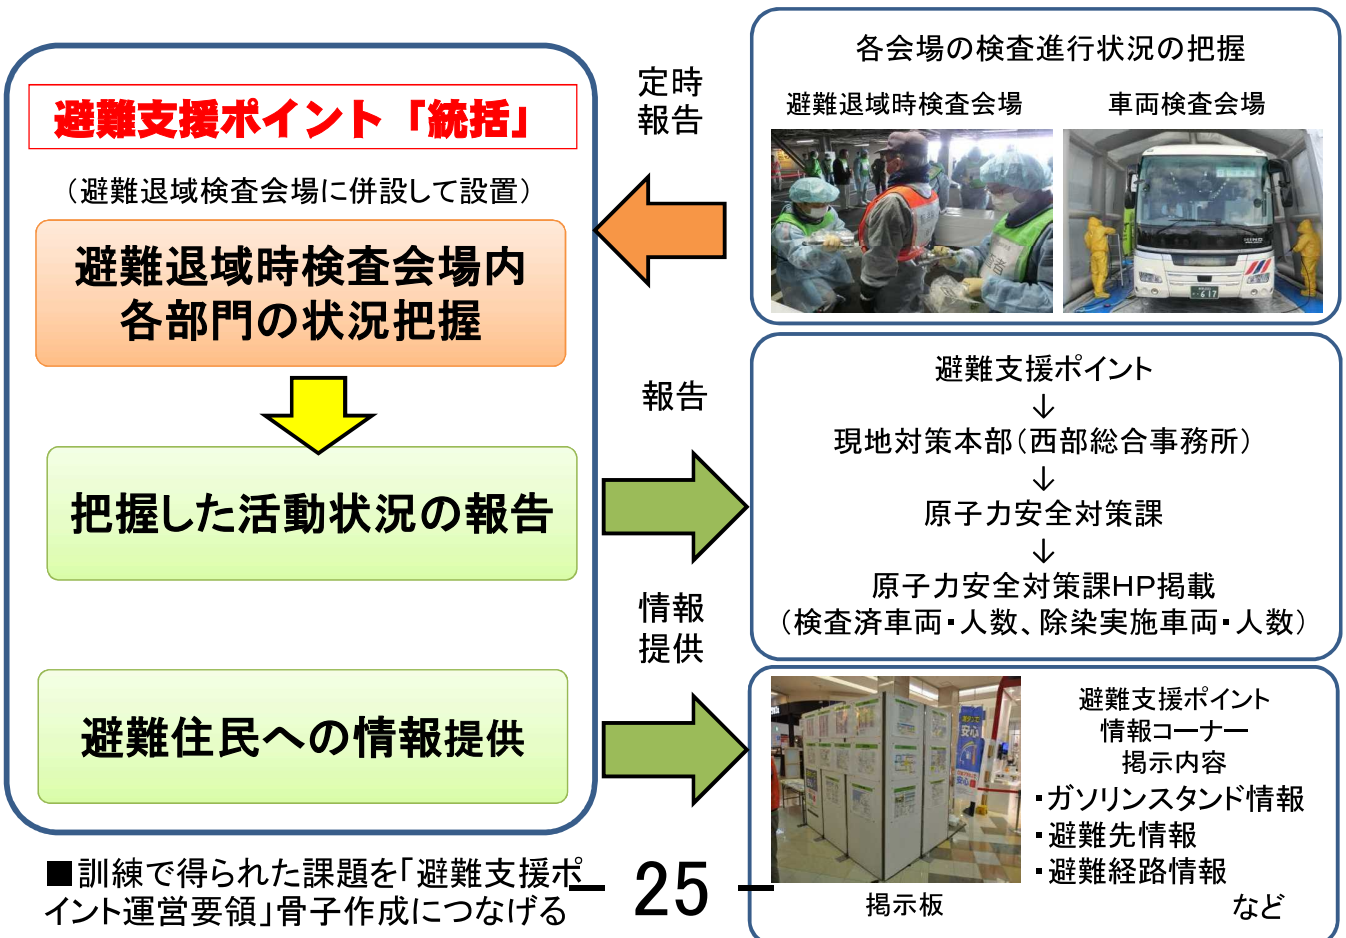 避難支援ポイント「統括」
（避難退域検査会場に併設して設置）
避難退域時検査会場内
各部門の状況把握
把握した活動状況の報告
避難住民への情報提供
定時
報告
報告
情報
提供
各会場の検査進行状況の把握
避難退域時検査会場
車両検査会場
617
避難支援ポイント
↓
現地対策本部（西部総合事務所）
↓
原子力安全対策課
↓
原子力安全対策課HP掲載
（検査済車両・人数、除染実施車両・人数）
安心
避難支援ポイント
情報コーナー
掲示内容
・ガソリンスタンド情報
・避難先情報
・避難経路情報
など
掲示板
■訓練で得られた課題を「避難支援ポ
イント運営要領」骨子作成につなげる
－ 25 －